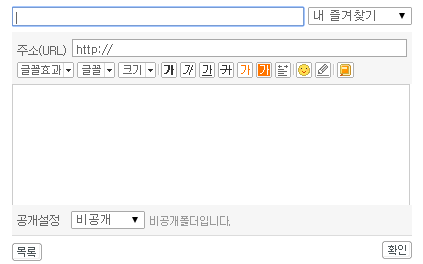 내 즐겨찾기
주소(URL) http://
글꼴효과 글꼴 크기 가 가 가 가 가 가
공개설정 비공개 비공개폴더입니다.
목록 확인